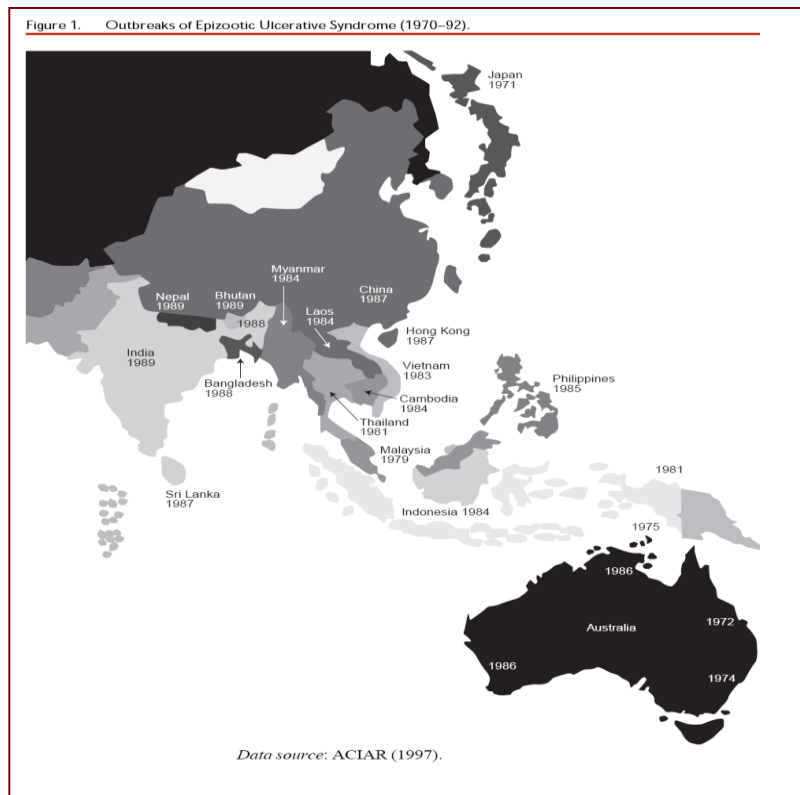 Figure 1. Outbreaks of Epizootic Ulcerative Syndrome (1970–92).
Japan
1971
Myanmar
1984
China
1987
Nepal
1989
Bhutan
1989
1988
Laos
1984
Hong Kong
1987
India
1989
Vietnam
1983
Bangladesh
1988
Philippines
1985
Cambodia
1984
Thailand
1981
Malaysia
1979
1981
Sri Lanka
1987
Indonesia 1984
1975
1986
1972
Australia
1986
1974
Data source: ACIAR (1997).